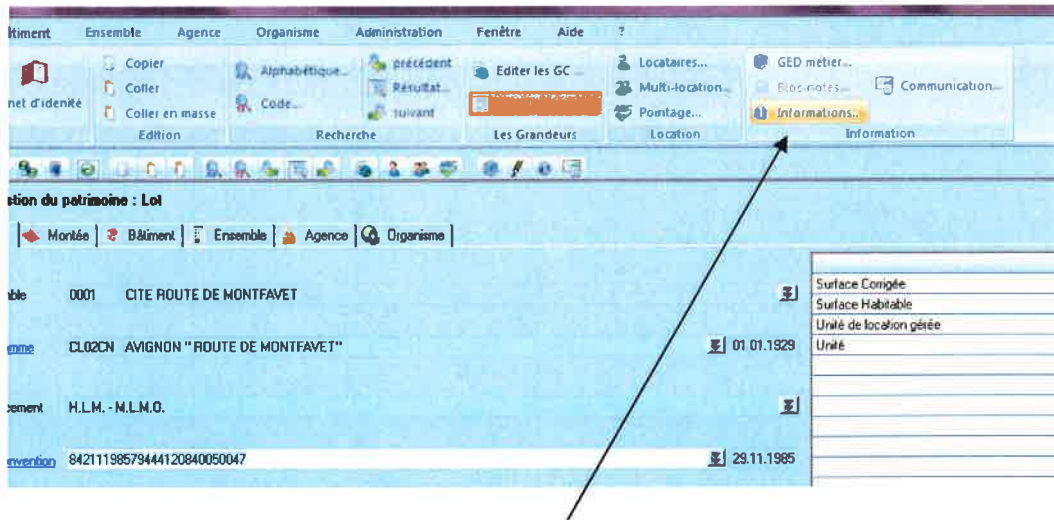 âtiment Ensemble Agence Organisme Administration Fenêtre Aide ?
Copier Alphabétique... précédent Editer les GC ... Locataires... GED métier...
Coller Résultat... Multi-location... Bloc-notes... Communication...
net d'idenité Coller en masse Code... suivant Pointage... Informations...
Edition Recherche Les Grandeurs Location Information
stion du patrimoine : Lot
Montée Bâtiment Ensemble Agence Organisme
ble 0001 CITE ROUTE DE MONTFAVET Surface Corrigée
Surface Habitable
Unité de location gérée
amme CL02CN AVIGNON "ROUTE DE MONTFAVET" 01.01.1929 Unité
cement H.L.M. - M.L.M.O.
onvention 84211198579444120840050047 29.11.1985